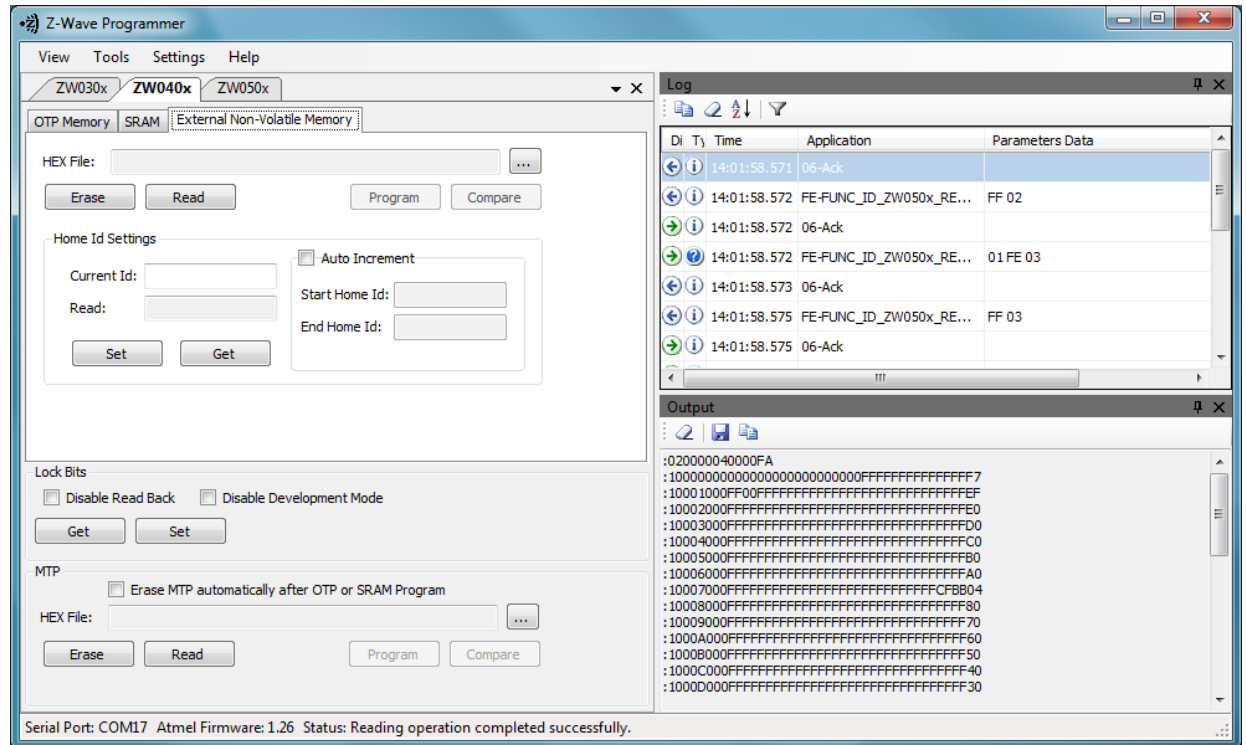 Z-Wave Programmer
View Tools Settings Help
ZW030x ZW040x ZW050x
OTP Memory SRAM External Non-Volatile Memory
HEX File: ...
Erase Read Program Compare
Home Id Settings
Current Id:
Read:
Set Get
Auto Increment
Start Home Id:
End Home Id:
Lock Bits
Disable Read Back Disable Development Mode
Get Set
MTP
Erase MTP automatically after OTP or SRAM Program
HEX File: ...
Erase Read Program Compare
Log
Di Ty Time Application Parameters Data
14:01:58.571 06-Ack
14:01:58.572 FE-FUNC_ID_ZW050x_RE... FF 02
14:01:58.572 06-Ack
14:01:58.572 FE-FUNC_ID_ZW050x_RE... 01 FE 03
14:01:58.573 06-Ack
14:01:58.575 FE-FUNC_ID_ZW050x_RE... FF 03
14:01:58.575 06-Ack
Output
:020000040000FA
:1000000000000000000000000000FFFFFFFFFFFFFFF7
:10001000FF00FFFFFFFFFFFFFFFFFFFFFFFFFFFFEF
:10002000FFFFFFFFFFFFFFFFFFFFFFFFFFFFFFFFE0
:10003000FFFFFFFFFFFFFFFFFFFFFFFFFFFFFFFFD0
:10004000FFFFFFFFFFFFFFFFFFFFFFFFFFFFFFFFC0
:10005000FFFFFFFFFFFFFFFFFFFFFFFFFFFFFFFFB0
:10006000FFFFFFFFFFFFFFFFFFFFFFFFFFFFFFFFA0
:10007000FFFFFFFFFFFFFFFFFFFFFFFFFFFFCFBB04
:10008000FFFFFFFFFFFFFFFFFFFFFFFFFFFFFFFF80
:10009000FFFFFFFFFFFFFFFFFFFFFFFFFFFFFFFF70
:1000A000FFFFFFFFFFFFFFFFFFFFFFFFFFFFFFFF60
:1000B000FFFFFFFFFFFFFFFFFFFFFFFFFFFFFFFF50
:1000C000FFFFFFFFFFFFFFFFFFFFFFFFFFFFFFFF40
:1000D000FFFFFFFFFFFFFFFFFFFFFFFFFFFFFFFF30
Serial Port: COM17 Atmel Firmware: 1.26 Status: Reading operation completed successfully.